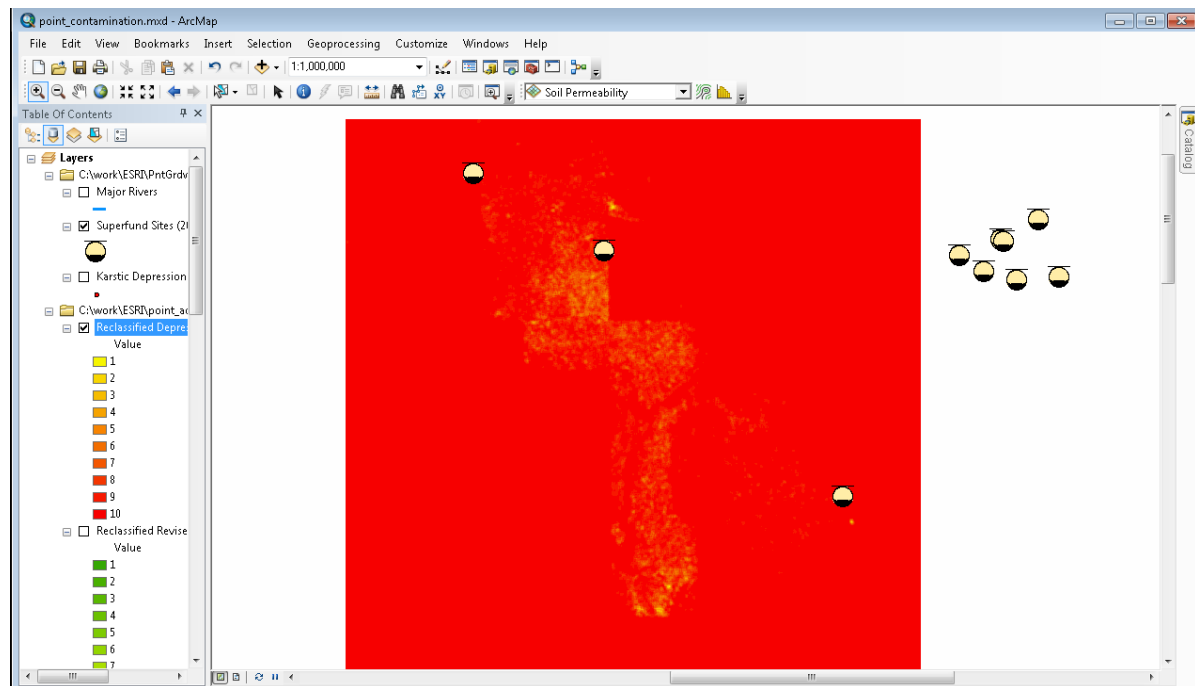 point_contamination.mxd - ArcMap
File Edit View Bookmarks Insert Selection Geoprocessing Customize Windows Help
1:1,000,000
Soil Permeability
Table Of Contents
Layers
C:\work\ESRI\PntGrdv
Major Rivers
Superfund Sites (20
Karstic Depression
C:\work\ESRI\point_ac
Reclassified Depre
Value
1
2
3
4
5
6
7
8
9
10
Reclassified Revise
Value
1
2
3
4
5
6
7
Catalog